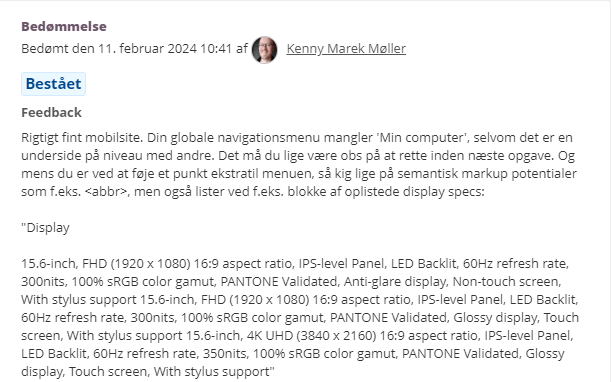 Bedømmelse
Bedømt den 11. februar 2024 10:41 af Kenny Marek Møller
Bestået
Feedback
Rigtigt fint mobilsite. Din globale navigationsmenu mangler 'Min computer', selvom det er en
underside på niveau med andre. Det må du lige være obs på at rette inden næste opgave. Og
mens du er ved at føje et punkt ekstratil menuen, så kig lige på semantisk markup potentialer
som f.eks. <abbr>, men også lister ved f.eks. blokke af oplistede display specs:
"Display
15.6-inch, FHD (1920 x 1080) 16:9 aspect ratio, IPS-level Panel, LED Backlit, 60Hz refresh rate,
300nits, 100% sRGB color gamut, PANTONE Validated, Anti-glare display, Non-touch screen,
With stylus support 15.6-inch, FHD (1920 x 1080) 16:9 aspect ratio, IPS-level Panel, LED Backlit,
60Hz refresh rate, 300nits, 100% sRGB color gamut, PANTONE Validated, Glossy display, Touch
screen, With stylus support 15.6-inch, 4K UHD (3840 x 2160) 16:9 aspect ratio, IPS-level Panel,
LED Backlit, 60Hz refresh rate, 350nits, 100% sRGB color gamut, PANTONE Validated, Glossy
display, Touch screen, With stylus support"